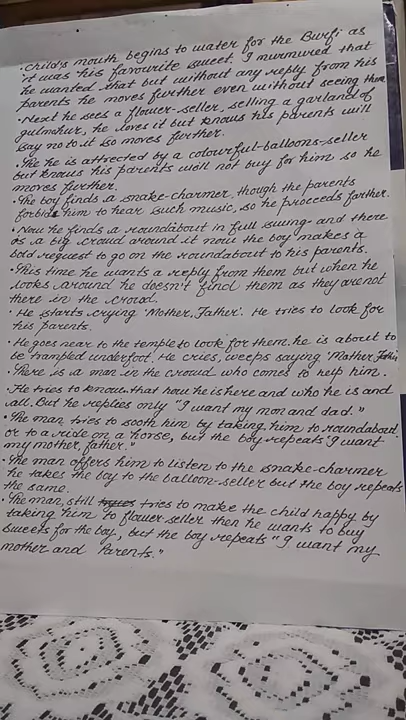 • Child's mouth begins to water for the Burfi as
it was his favourite sweet. I murmured that
he wanted that but without any reply from his
parents he moves further even without seeing them
• Next he sees a flower-seller, selling a garland of
gulmohur, he loves it but knows his parents will
say no to it so moves further.
• The he is attrected by a colourful-balloons-seller
but knows his parents will not buy for him so he
moves further.
• The boy finds a snake-charmer, though the parents
forbids him to hear such music, so he proceeds farther.
• Now he finds a roundibout in full swing and there
is a big croud around it now the boy makes a
bold request to go on the roundabout to his parents.
• This time he wants a reply from them but when he
looks around he doesn't find them as they are not
there in the crowd.
• He starts crying 'Mother, Father'. He tries to look for
his parents.
• He goes near to the temple to look for them. he is about to
be trampled underfoot. He cries, weeps saying 'Mother, Father
• There is a man in the crowd who comes to help him.
• He tries to know that how he is here and who he is and
all. But he replies only "I want my mon and dad."
• The man tries to sooth him by taking him to roundabout
or to a ride on a horse, but the boy repeats "I want
my mother, father."
• The man offers him to listen to the snake-charmer
he takes the boy to the balloon-seller but the boy repeats
the same.
• The man still tries to make the child happy by
taking him to flower-seller then he wants to buy
sweets for the boy, but the boy repeats "I want my
mother and Parents."